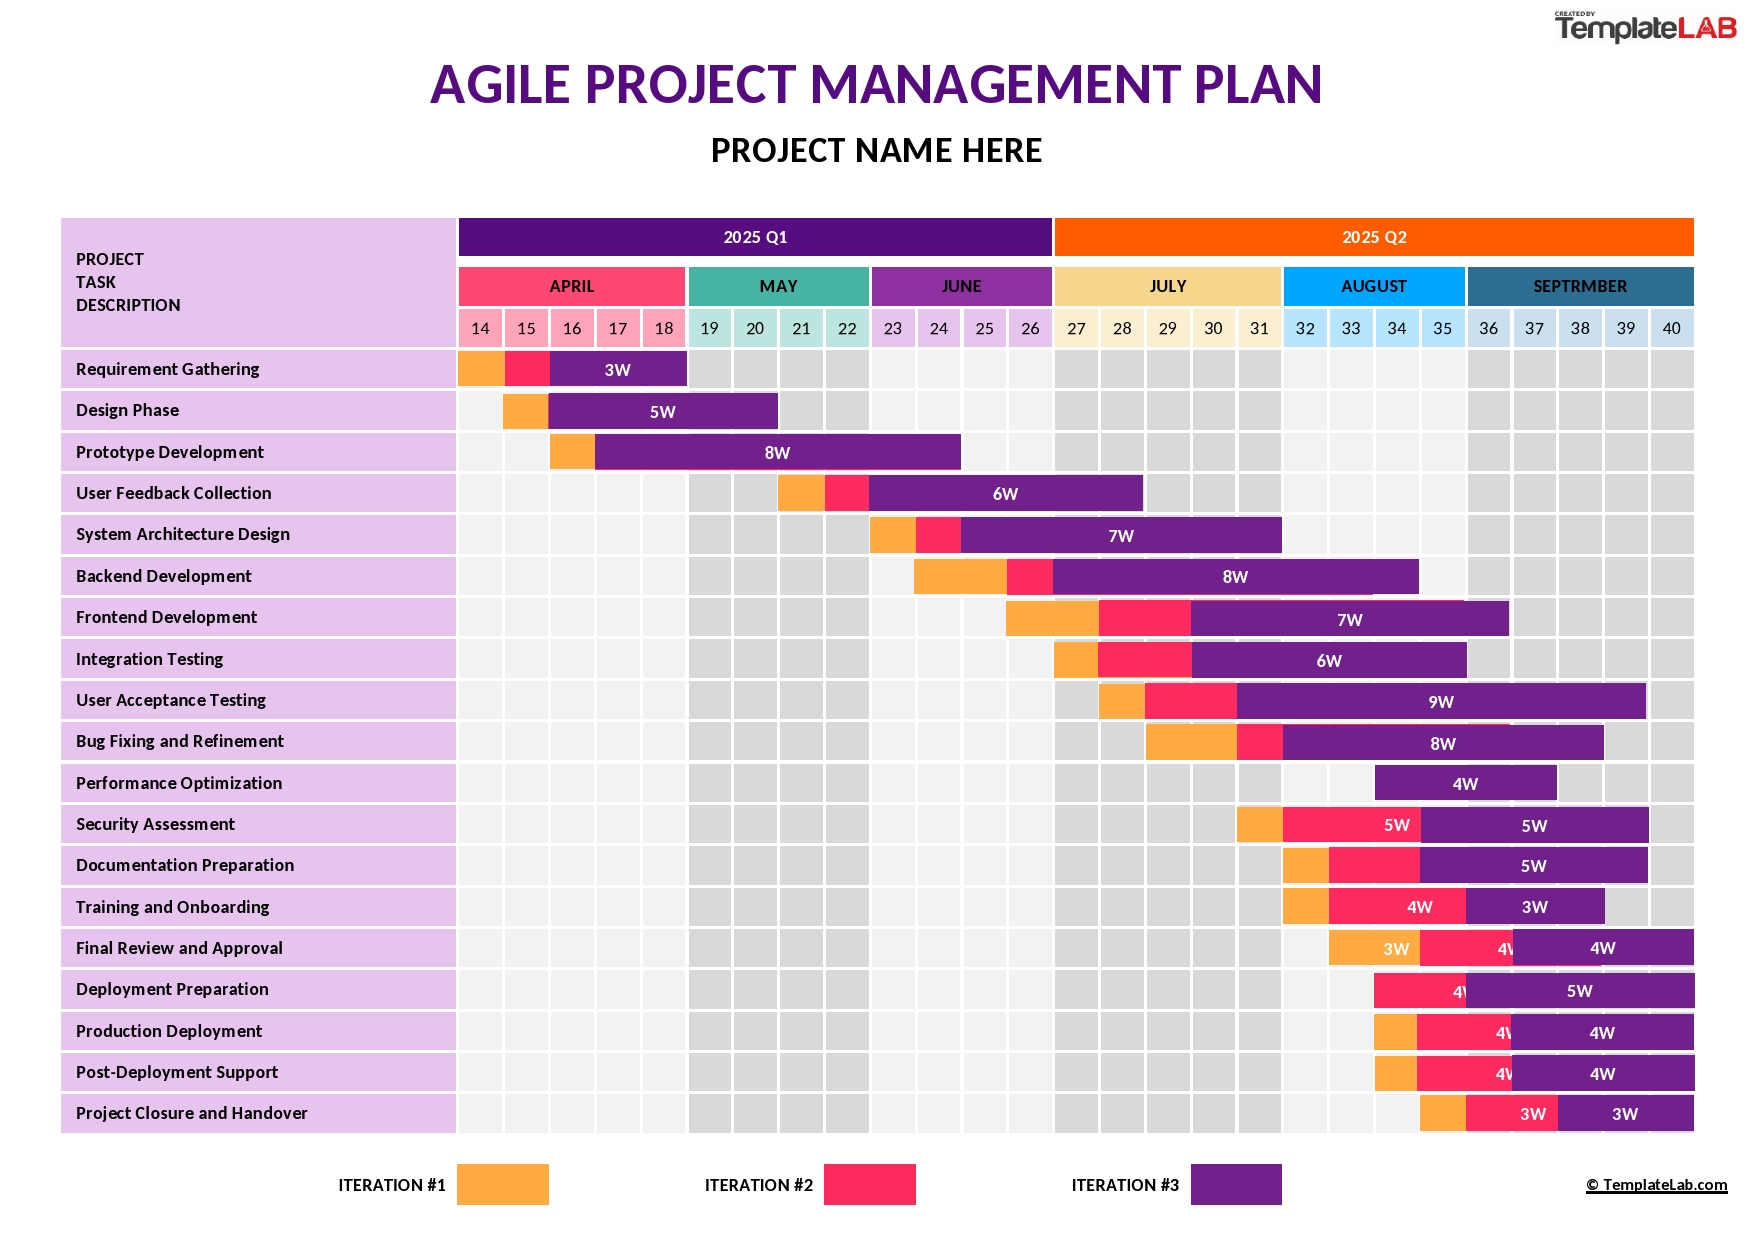 CREATED BY
TemplateLAB
AGILE PROJECT MANAGEMENT PLAN
PROJECT NAME HERE
PROJECT
TASK
DESCRIPTION
2025 Q1 2025 Q2
APRIL MAY JUNE JULY AUGUST SEPTRMBER
14 15 16 17 18 19 20 21 22 23 24 25 26 27 28 29 30 31 32 33 34 35 36 37 38 39 40
Requirement Gathering 3W
Design Phase 5W
Prototype Development 8W
User Feedback Collection 6W
System Architecture Design 7W
Backend Development 8W
Frontend Development 7W
Integration Testing 6W
User Acceptance Testing 9W
Bug Fixing and Refinement 8W
Performance Optimization 4W
Security Assessment 5W 5W
Documentation Preparation 5W
Training and Onboarding 4W 3W
Final Review and Approval 3W 4W 4W
Deployment Preparation 4W 5W
Production Deployment 4W 4W
Post-Deployment Support 4W 4W
Project Closure and Handover 3W 3W
ITERATION #1 ITERATION #2 ITERATION #3 © TemplateLab.com